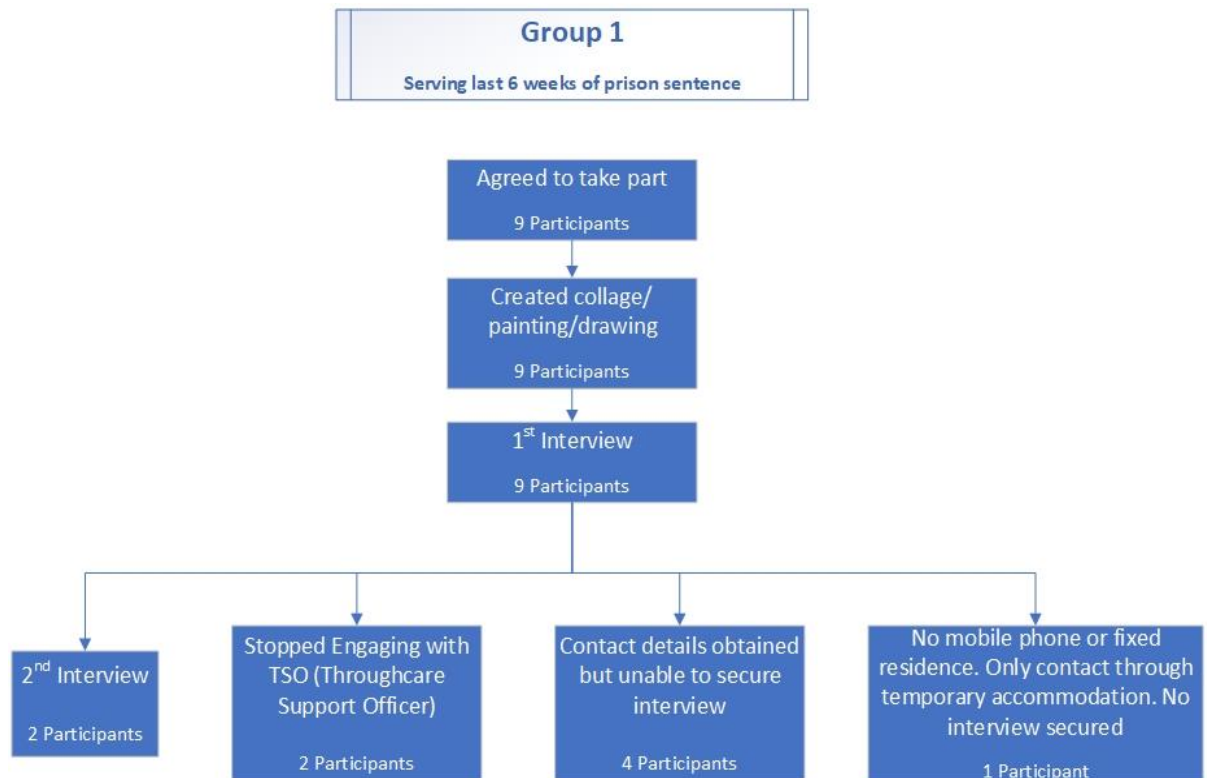 Group 1
Serving last 6 weeks of prison sentence
Agreed to take part
9 Participants
Created collage/
painting/drawing
9 Participants
1st Interview
9 Participants
2nd Interview
2 Participants
Stopped Engaging with
TSO (Throughcare
Support Officer)
2 Participants
Contact details obtained
but unable to secure
interview
4 Participants
No mobile phone or fixed
residence. Only contact through
temporary accommodation. No
interview secured
1 Participant